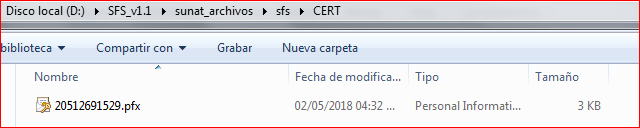 Disco local (D:) ▸ SFS_v1.1 ▸ sunat_archivos ▸ sfs ▸ CERT
biblioteca ▾ Compartir con ▾ Grabar Nueva carpeta
Nombre Fecha de modifica... Tipo Tamaño
20512691529.pfx 02/05/2018 04:32 ... Personal Informati... 3 KB